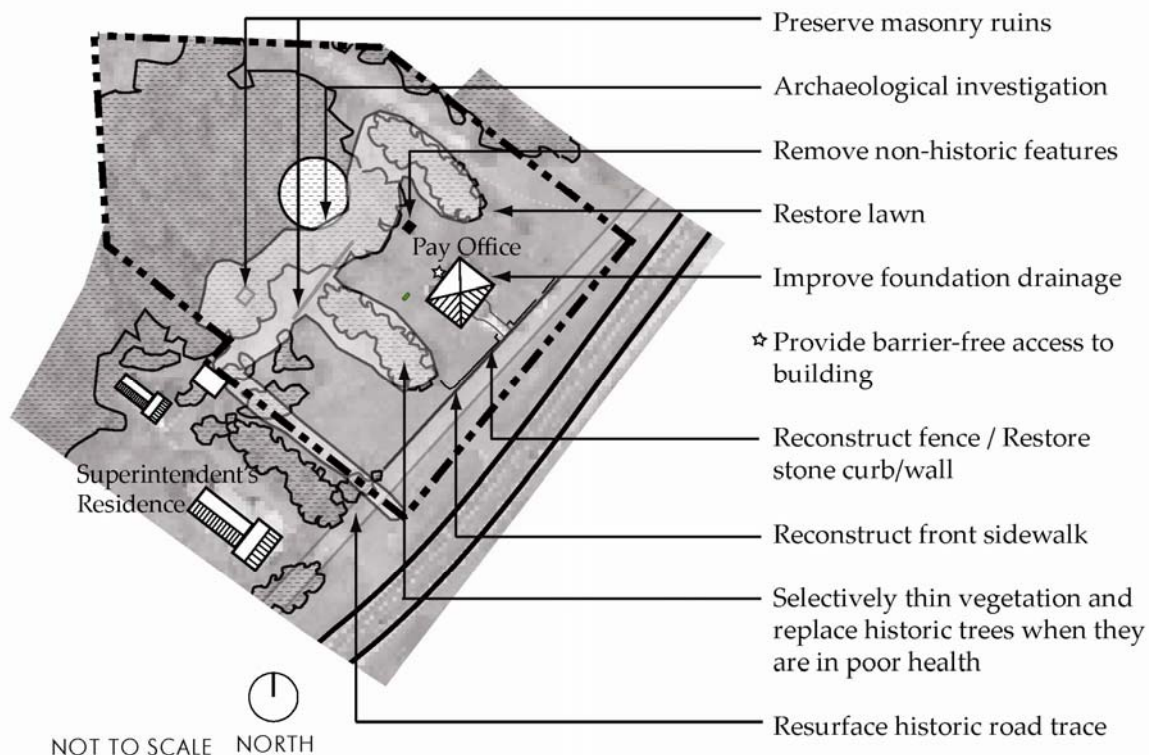 Preserve masonry ruins
Archaeological investigation
Remove non-historic features
Restore lawn
Pay Office
Improve foundation drainage
Provide barrier-free access to
building
Reconstruct fence / Restore
stone curb/wall
Superintendent's
Residence
Reconstruct front sidewalk
Selectively thin vegetation and
replace historic trees when they
are in poor health
Resurface historic road trace
NOT TO SCALE NORTH